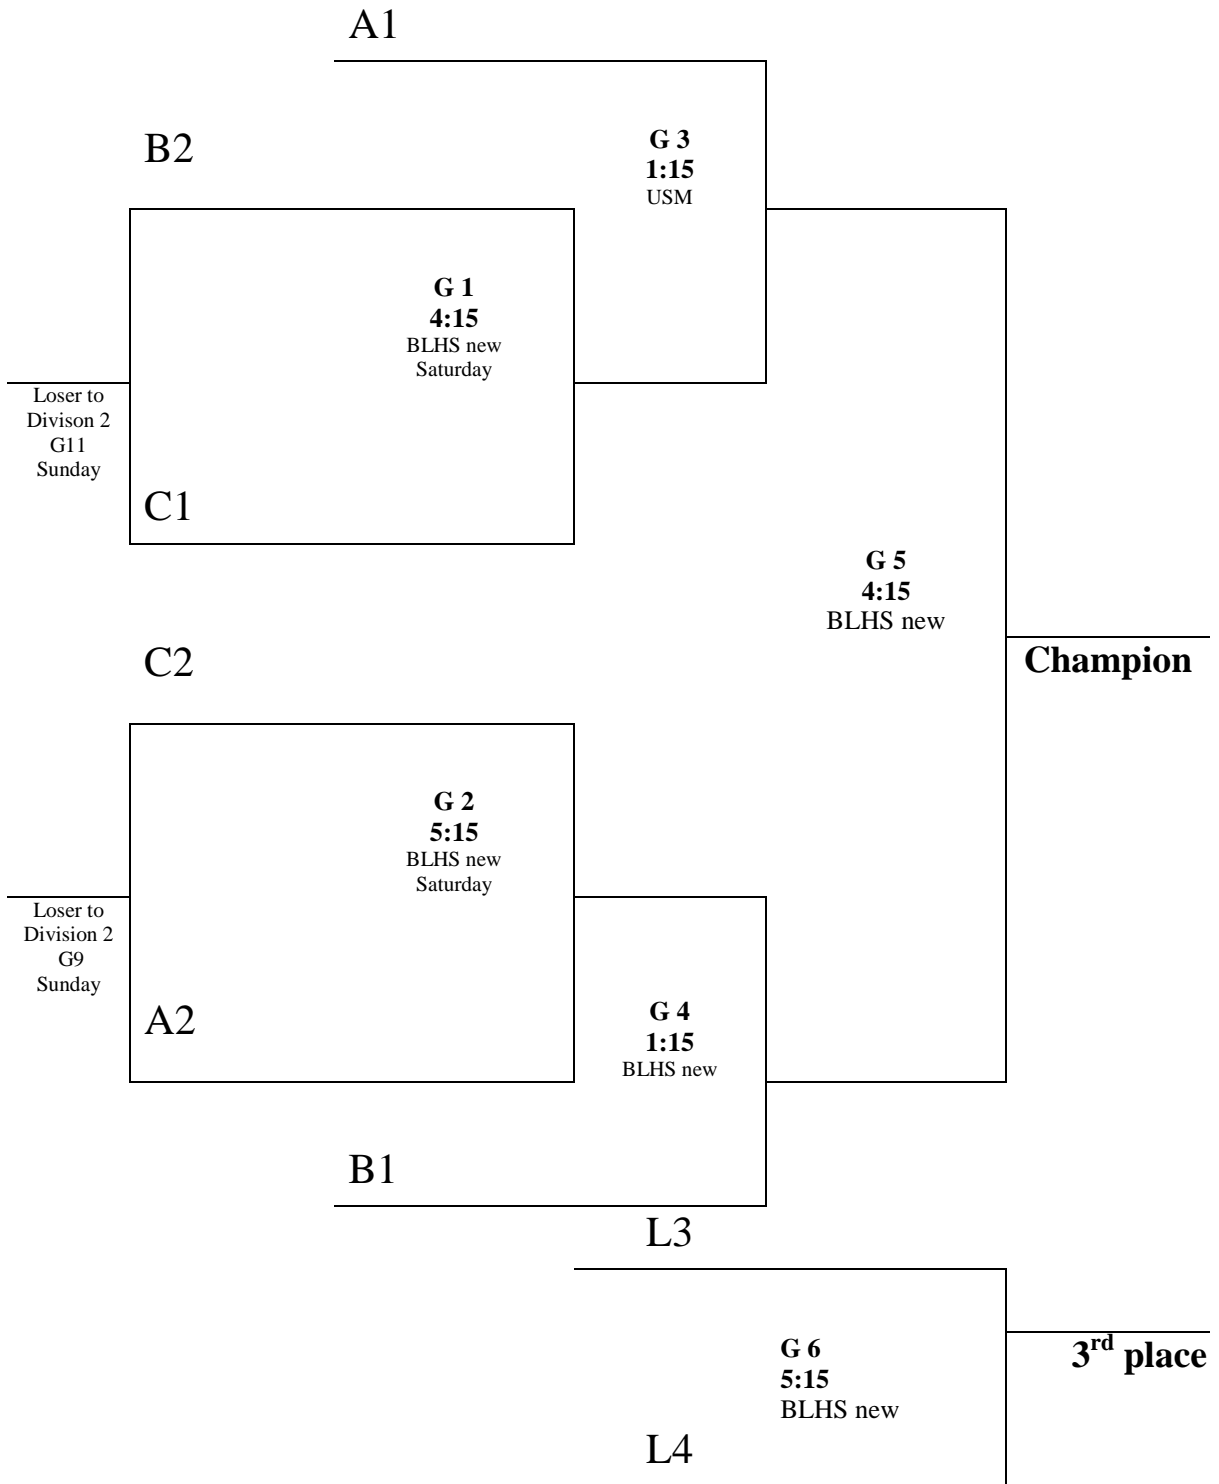 A1
B2
G 3
1:15
USM
G 1
4:15
BLHS new
Saturday
Loser to
Divison 2
G11
Sunday
C1
G 5
4:15
BLHS new
Champion
C2
G 2
5:15
BLHS new
Saturday
Loser to
Division 2
G9
Sunday
A2
G 4
1:15
BLHS new
B1
L3
G 6
5:15
BLHS new
3rd place
L4